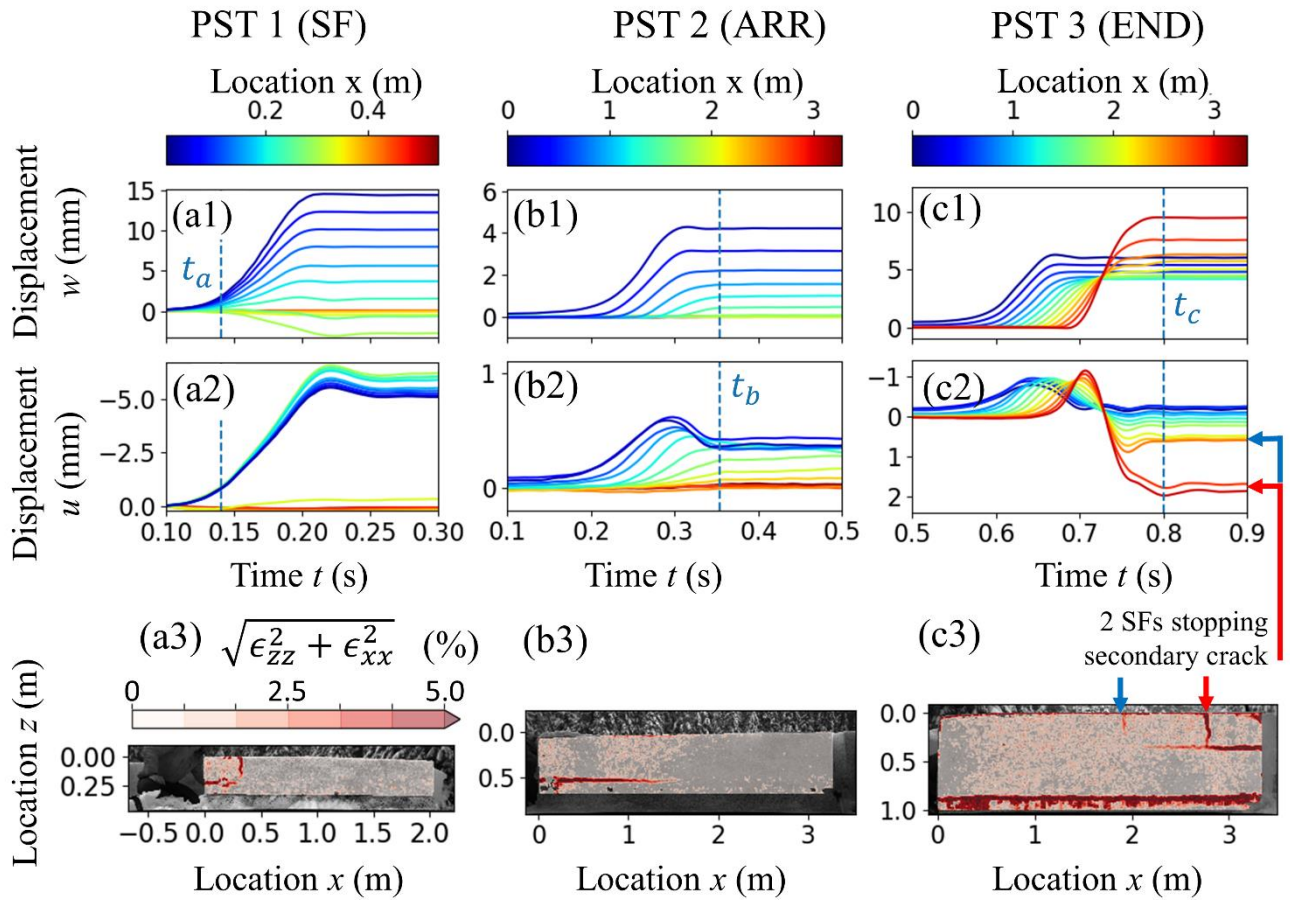 PST 1 (SF) PST 2 (ARR) PST 3 (END)
Location x (m) Location x (m) Location x (m)
0.2 0.4 0 1 2 3 0 1 2 3
Displacement
w (mm)
15
10
5
0
(a1)
t_a
6
4
2
0
(b1)
10
5
0
(c1)
t_c
Displacement
u (mm)
−5.0
−2.5
0.0
(a2)
0.10 0.15 0.20 0.25 0.30
Time t (s)
1
0
(b2)
t_b
0.1 0.2 0.3 0.4 0.5
Time t (s)
−1
0
1
2
(c2)
0.5 0.6 0.7 0.8 0.9
Time t (s)
Location z (m)
(a3) √ϵ²_zz + ϵ²_xx (%)
0 2.5 5.0
0.00
0.25
−0.5 0.0 0.5 1.0 1.5 2.0
Location x (m)
(b3)
0.0
0.5
0 1 2 3
Location x (m)
(c3)
2 SFs stopping
secondary crack
0.0
0.5
1.0
0 1 2 3
Location x (m)